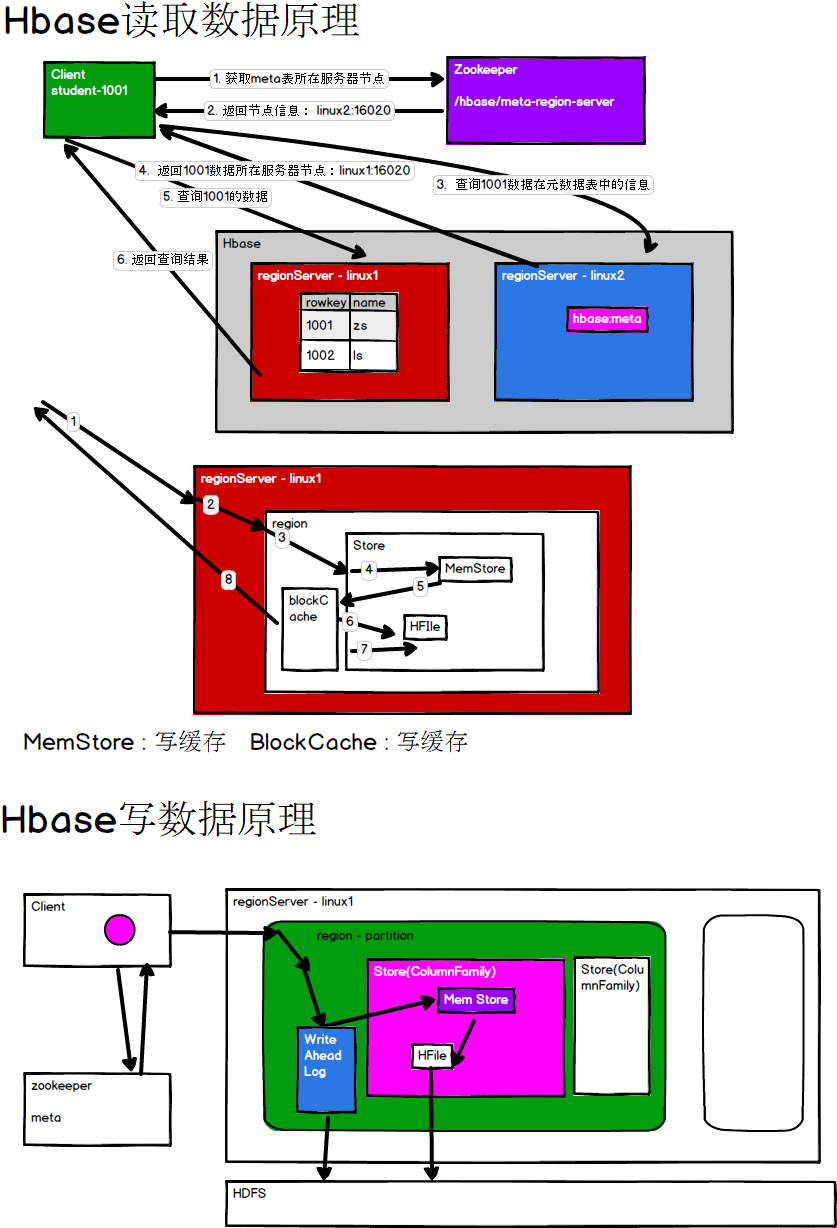 Hbase读取数据原理
Client
student-1001
1. 获取meta表所在服务器节点
Zookeeper
/hbase/meta-region-server
2. 返回节点信息： linux2:16020
4. 返回1001数据所在服务器节点：linux1:16020
3. 查询1001数据在元数据表中的信息
5. 查询1001的数据
6. 返回查询结果
Hbase
regionServer - linux1
rowkey name
1001 zs
1002 ls
regionServer - linux2
hbase:meta
1
2
3
4
5
6
7
8
regionServer - linux1
region
Store
MemStore
blockC
ache
HFIle
MemStore : 写缓存 BlockCache : 写缓存
Hbase写数据原理
Client
zookeeper
meta
regionServer - linux1
region - partition
Store(ColumnFamily)
Mem Store
HFile
Write
Ahead
Log
Store(Colu
mnFamily)
HDFS